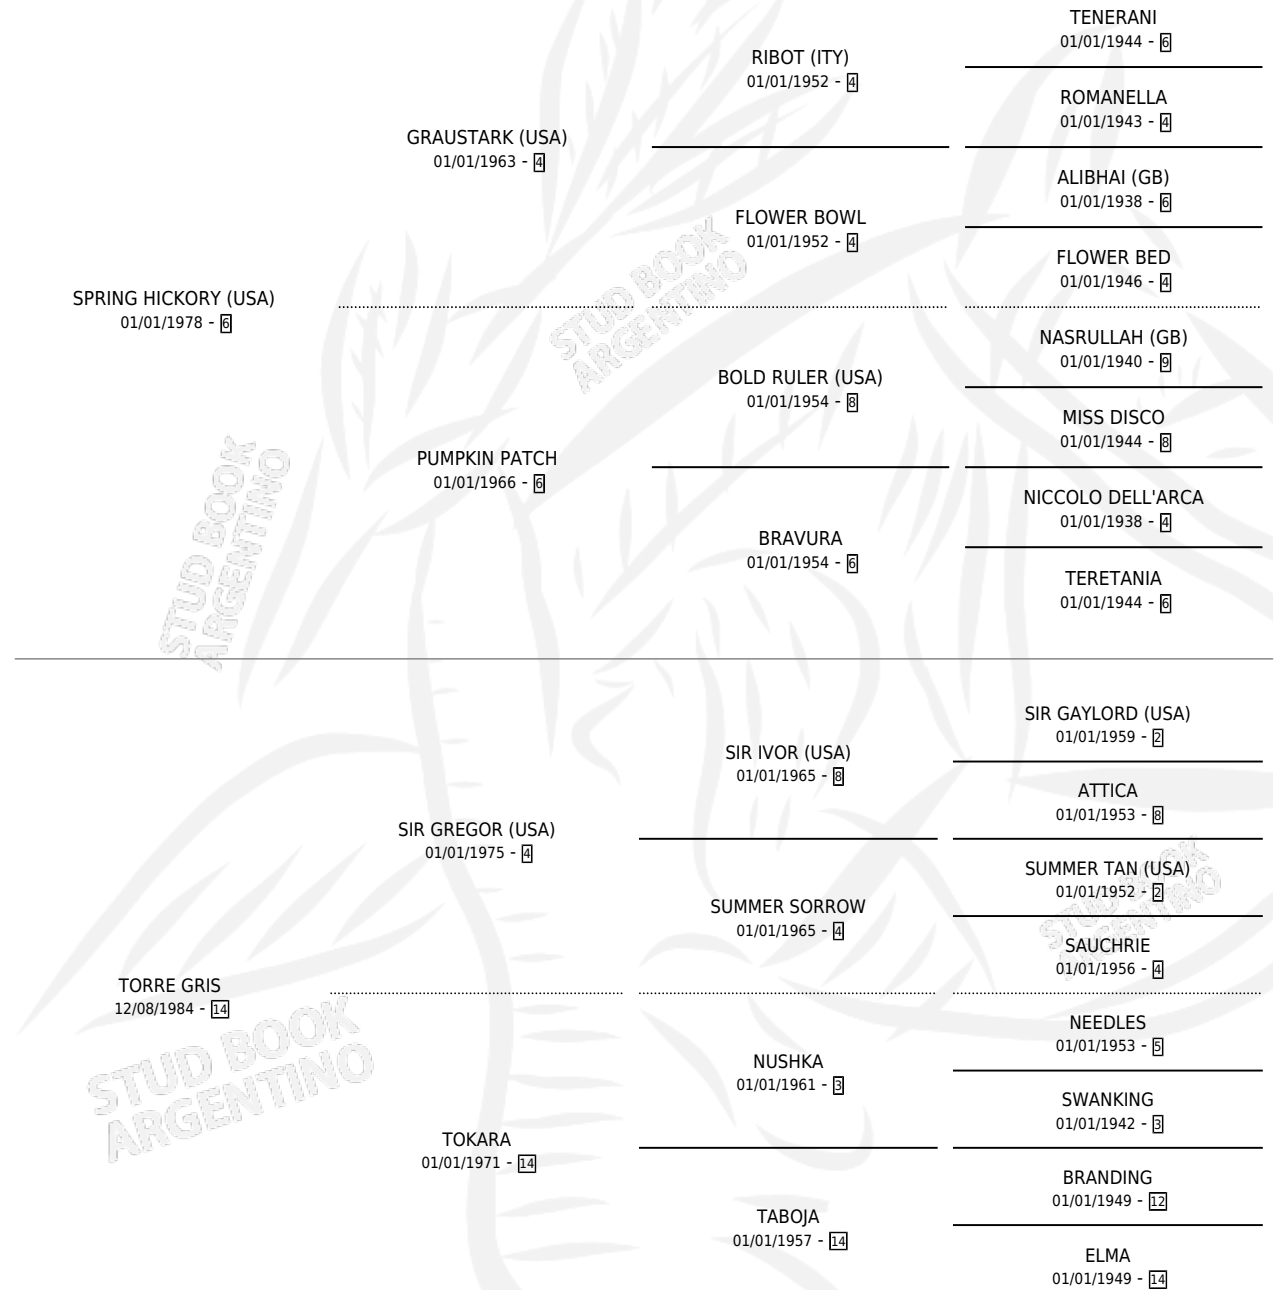 TENERANI
01/01/1944 - 6
RIBOT (ITY)
01/01/1952 - 4
ROMANELLA
01/01/1943 - 4
GRAUSTARK (USA)
01/01/1963 - 4
ALIBHAI (GB)
01/01/1938 - 6
FLOWER BOWL
01/01/1952 - 4
FLOWER BED
01/01/1946 - 4
SPRING HICKORY (USA)
01/01/1978 - 6
NASRULLAH (GB)
01/01/1940 - 9
BOLD RULER (USA)
01/01/1954 - 8
MISS DISCO
01/01/1944 - 8
PUMPKIN PATCH
01/01/1966 - 6
NICCOLO DELL'ARCA
01/01/1938 - 4
BRAVURA
01/01/1954 - 6
TERETANIA
01/01/1944 - 6
SIR GAYLORD (USA)
01/01/1959 - 2
SIR IVOR (USA)
01/01/1965 - 8
ATTICA
01/01/1953 - 8
SIR GREGOR (USA)
01/01/1975 - 4
SUMMER TAN (USA)
01/01/1952 - 2
SUMMER SORROW
01/01/1965 - 4
SAUCHRIE
01/01/1956 - 4
TORRE GRIS
12/08/1984 - 14
NEEDLES
01/01/1953 - 5
NUSHKA
01/01/1961 - 3
SWANKING
01/01/1942 - 3
TOKARA
01/01/1971 - 14
BRANDING
01/01/1949 - 12
TABOJA
01/01/1957 - 14
ELMA
01/01/1949 - 14
STUD BOOK
ARGENTINO
STUD BOOK
ARGENTINO
STUD BOOK
ARGENTINO
STUD BOOK
ARGENTINO